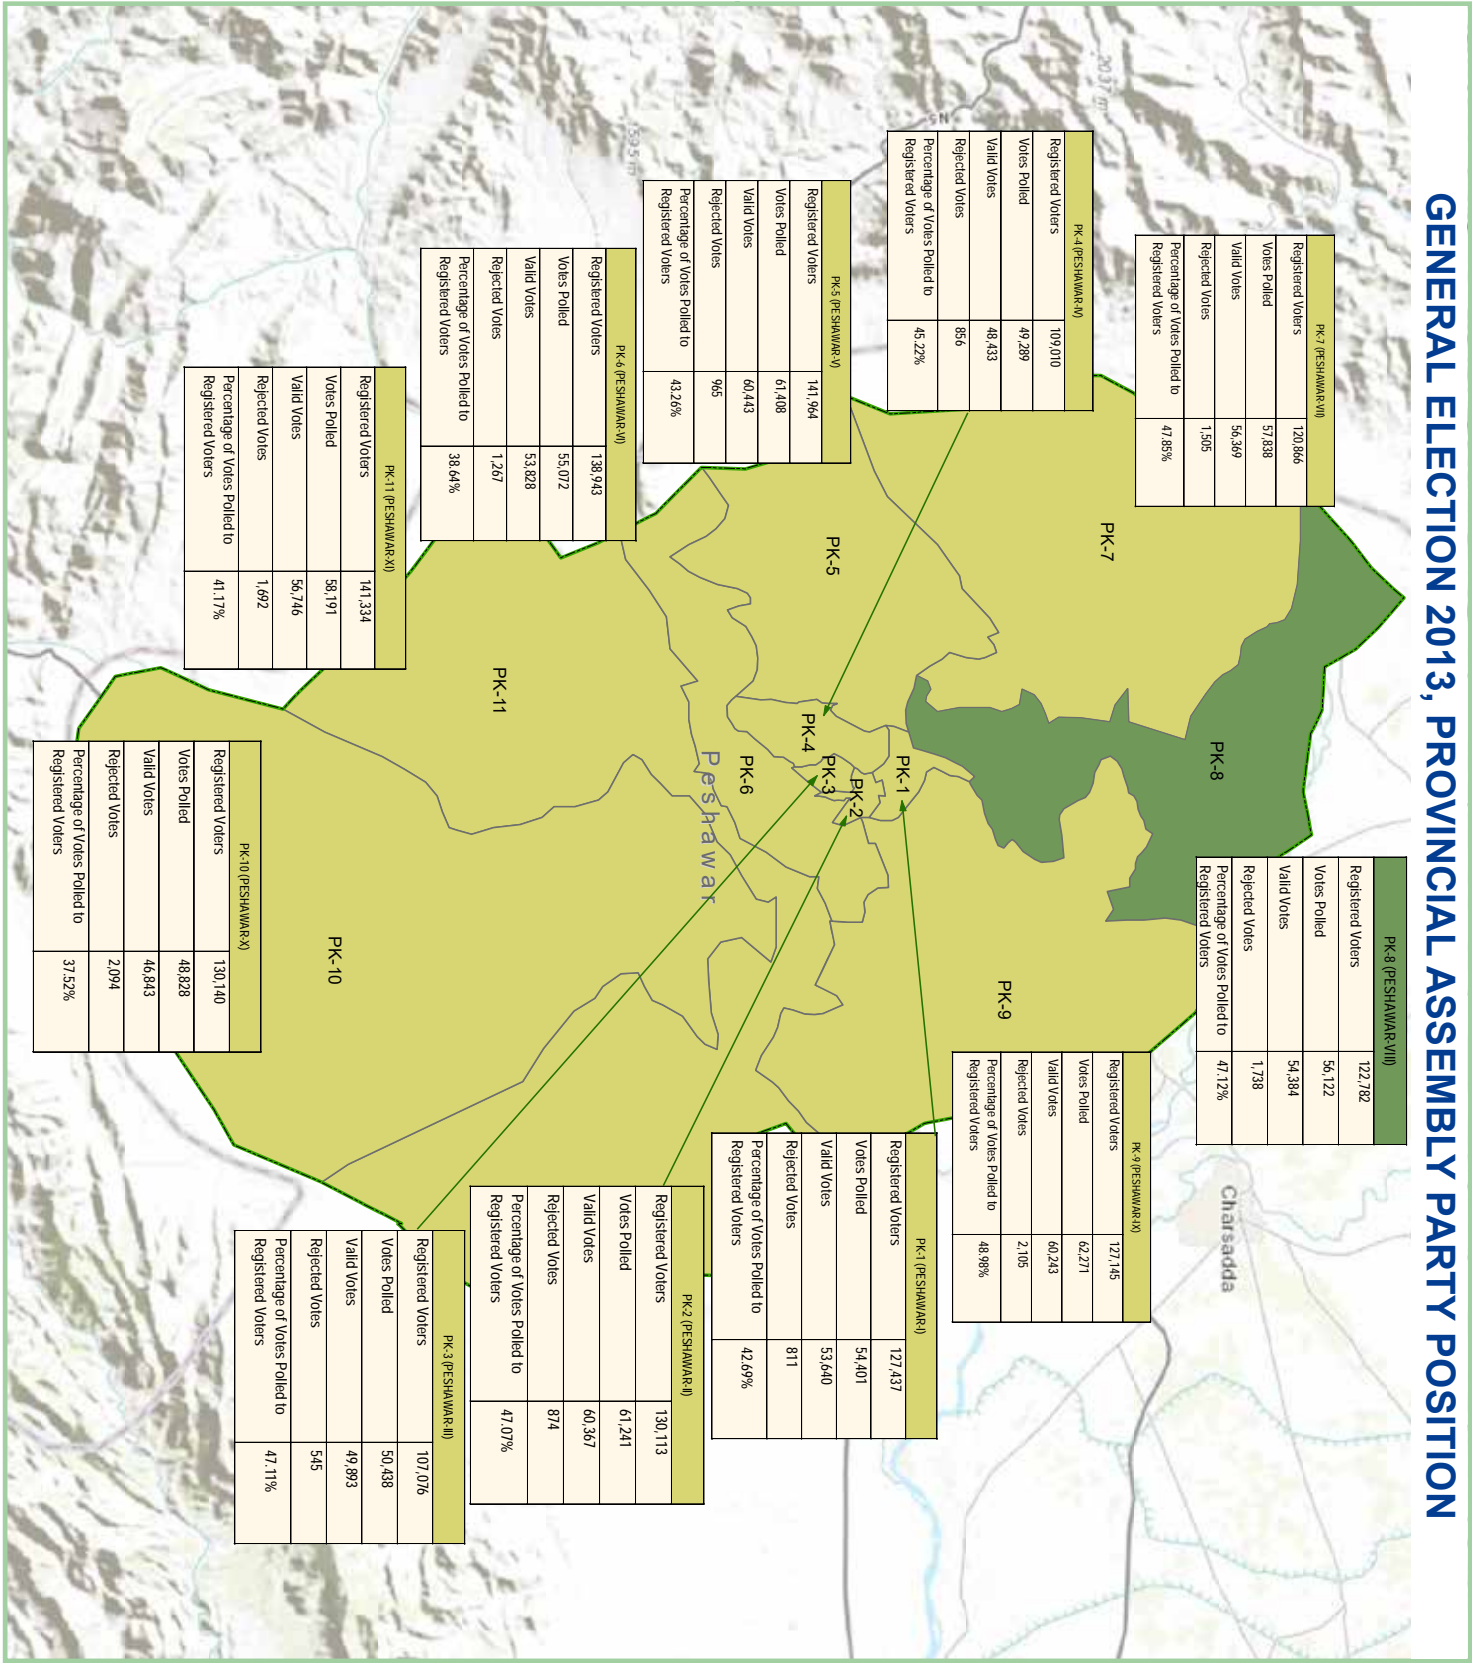 GENERAL ELECTION 2013, PROVINCIAL ASSEMBLY PARTY POSITION
PK-7 (PESHAWAR-VII)
Registered Voters 120,866
Votes Polled 57,838
Valid Votes 56,369
Rejected Votes 1,505
Percentage of Votes Polled to
Registered Voters 47.85%
PK-8 (PESHAWAR-VIII)
Registered Voters 122,782
Votes Polled 56,122
Valid Votes 54,384
Rejected Votes 1,738
Percentage of Votes Polled to
Registered Voters 47.12%
PK-4 (PESHAWAR-IV)
Registered Voters 109,010
Votes Polled 49,289
Valid Votes 48,433
Rejected Votes 856
Percentage of Votes Polled to
Registered Voters 45.22%
PK-9 (PESHAWAR-IX)
Registered Voters 127,145
Votes Polled 62,271
Valid Votes 60,243
Rejected Votes 2,105
Percentage of Votes Polled to
Registered Voters 48.98%
PK-5 (PESHAWAR-V)
Registered Voters 141,964
Votes Polled 61,408
Valid Votes 60,443
Rejected Votes 965
Percentage of Votes Polled to
Registered Voters 43.26%
PK-1 (PESHAWAR-I)
Registered Voters 127,437
Votes Polled 54,401
Valid Votes 53,640
Rejected Votes 811
Percentage of Votes Polled to
Registered Voters 42.69%
PK-6 (PESHAWAR-VI)
Registered Voters 138,943
Votes Polled 55,072
Valid Votes 53,828
Rejected Votes 1,267
Percentage of Votes Polled to
Registered Voters 38.64%
PK-2 (PESHAWAR-II)
Registered Voters 130,113
Votes Polled 61,241
Valid Votes 60,367
Rejected Votes 874
Percentage of Votes Polled to
Registered Voters 47.07%
PK-11 (PESHAWAR-XI)
Registered Voters 141,334
Votes Polled 58,191
Valid Votes 56,746
Rejected Votes 1,692
Percentage of Votes Polled to
Registered Voters 41.17%
PK-3 (PESHAWAR-III)
Registered Voters 107,076
Votes Polled 50,438
Valid Votes 49,893
Rejected Votes 545
Percentage of Votes Polled to
Registered Voters 47.11%
PK-10 (PESHAWAR-X)
Registered Voters 130,140
Votes Polled 48,828
Valid Votes 46,843
Rejected Votes 2,094
Percentage of Votes Polled to
Registered Voters 37.52%
Charsadda
PK-8
PK-7
2037 m
PK-9
N
PK-1
PK-2
PK-5
PK-3
PK-4
PK-6
Peshawar
PK-11
PK-10